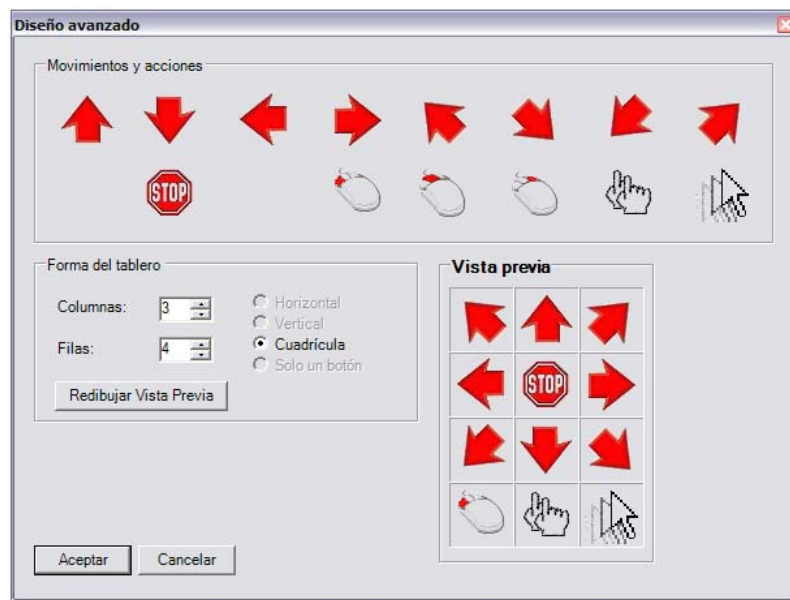 Diseño avanzado
Movimientos y acciones
STOP
Forma del tablero
Columnas: 3
Filas: 4
Horizontal
Vertical
Cuadrícula
Solo un botón
Redibujar Vista Previa
Vista previa
STOP
Aceptar
Cancelar